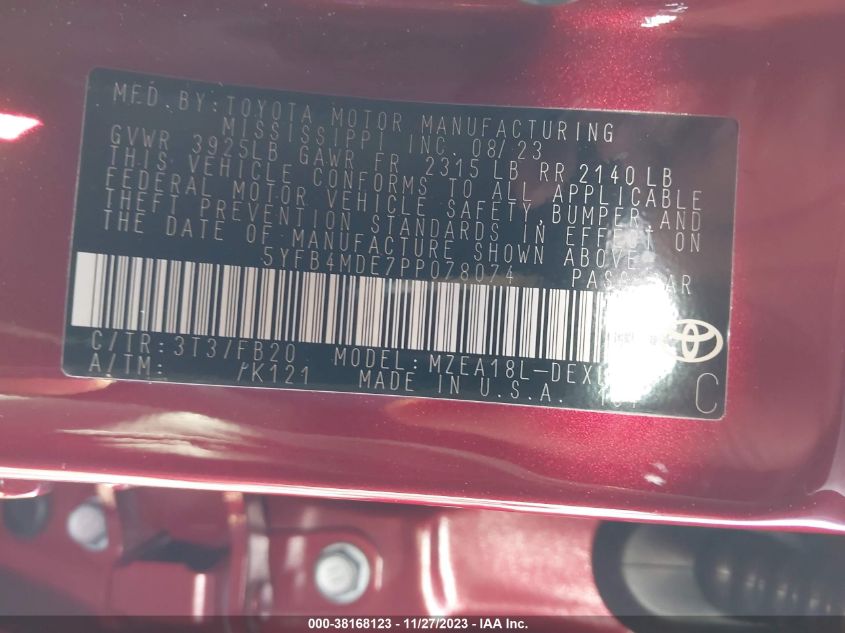 MFD. BY: TOYOTA MOTOR MANUFACTURING
MISSISSIPPI INC. 08/23
GVWR 3925LB GAWR FR 2315 LB RR 2140 LB
THIS VEHICLE CONFORMS TO ALL APPLICABLE
FEDERAL MOTOR VEHICLE SAFETY, BUMPER, AND
THEFT PREVENTION STANDARDS IN EFFECT ON
THE DATE OF MANUFACTURE SHOWN ABOVE.
5YFB4MDE7PP078074 PASS CAR
C/TR: 3T3/FB20 MODEL: MZEA18L-DEX
A/TM: /K121 MADE IN U.S.A.
C
000-38168123 – 11/27/2023 – IAA Inc.